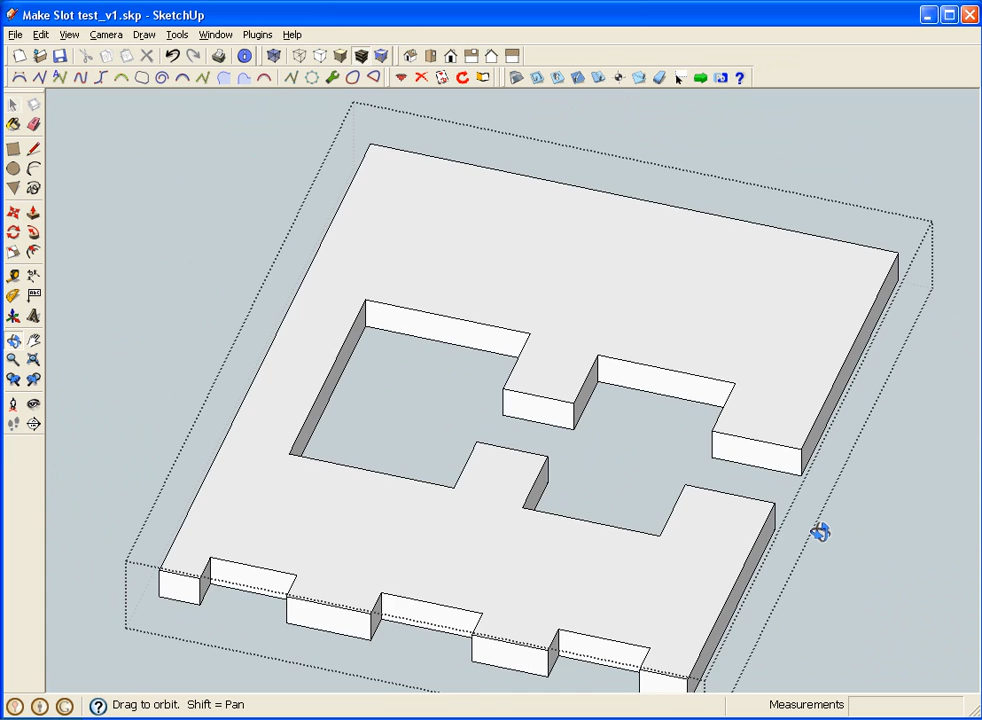 Make Slot test_v1.skp - SketchUp
File Edit View Camera Draw Tools Window Plugins Help
Drag to orbit. Shift = Pan Measurements